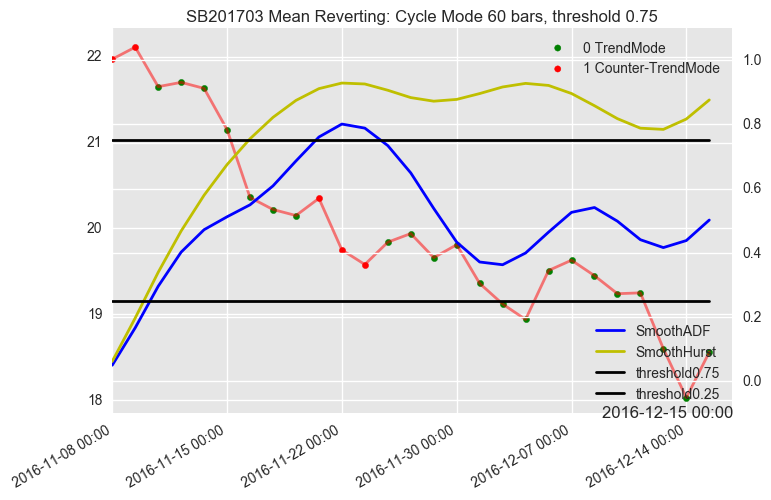 SB201703 Mean Reverting: Cycle Mode 60 bars, threshold 0.75
0 TrendMode
1 Counter-TrendMode
22
21
20
19
18
1.0
0.8
0.6
0.4
0.2
0.0
SmoothADF
SmoothHurst
threshold0.75
threshold0.25
2016-12-15 00:00
2016-11-08 00:00
2016-11-15 00:00
2016-11-22 00:00
2016-11-30 00:00
2016-12-07 00:00
2016-12-14 00:00